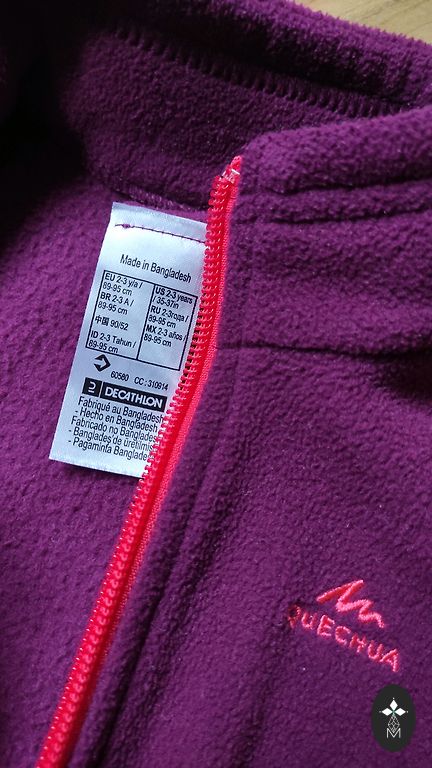 Made in Bangladesh
EU 2-3 y/a /
89-95 cm
BR 2-3 A /
89-95 cm
中国 90/52
ID 2-3 Tahun /
89-95 cm
US 2-3 years
/ 35-37in
RU 2-3года /
89-95 cm
MX 2-3 años /
89-95 cm
60580 CC : 310914
DECATHLON
Fabriqué au Bangladesh
- Hecho en Bangladesh
Fabricado no Bangladesh
- Banglades de üretilmiş
- Pagaminta Banglade
QUECHUA
M